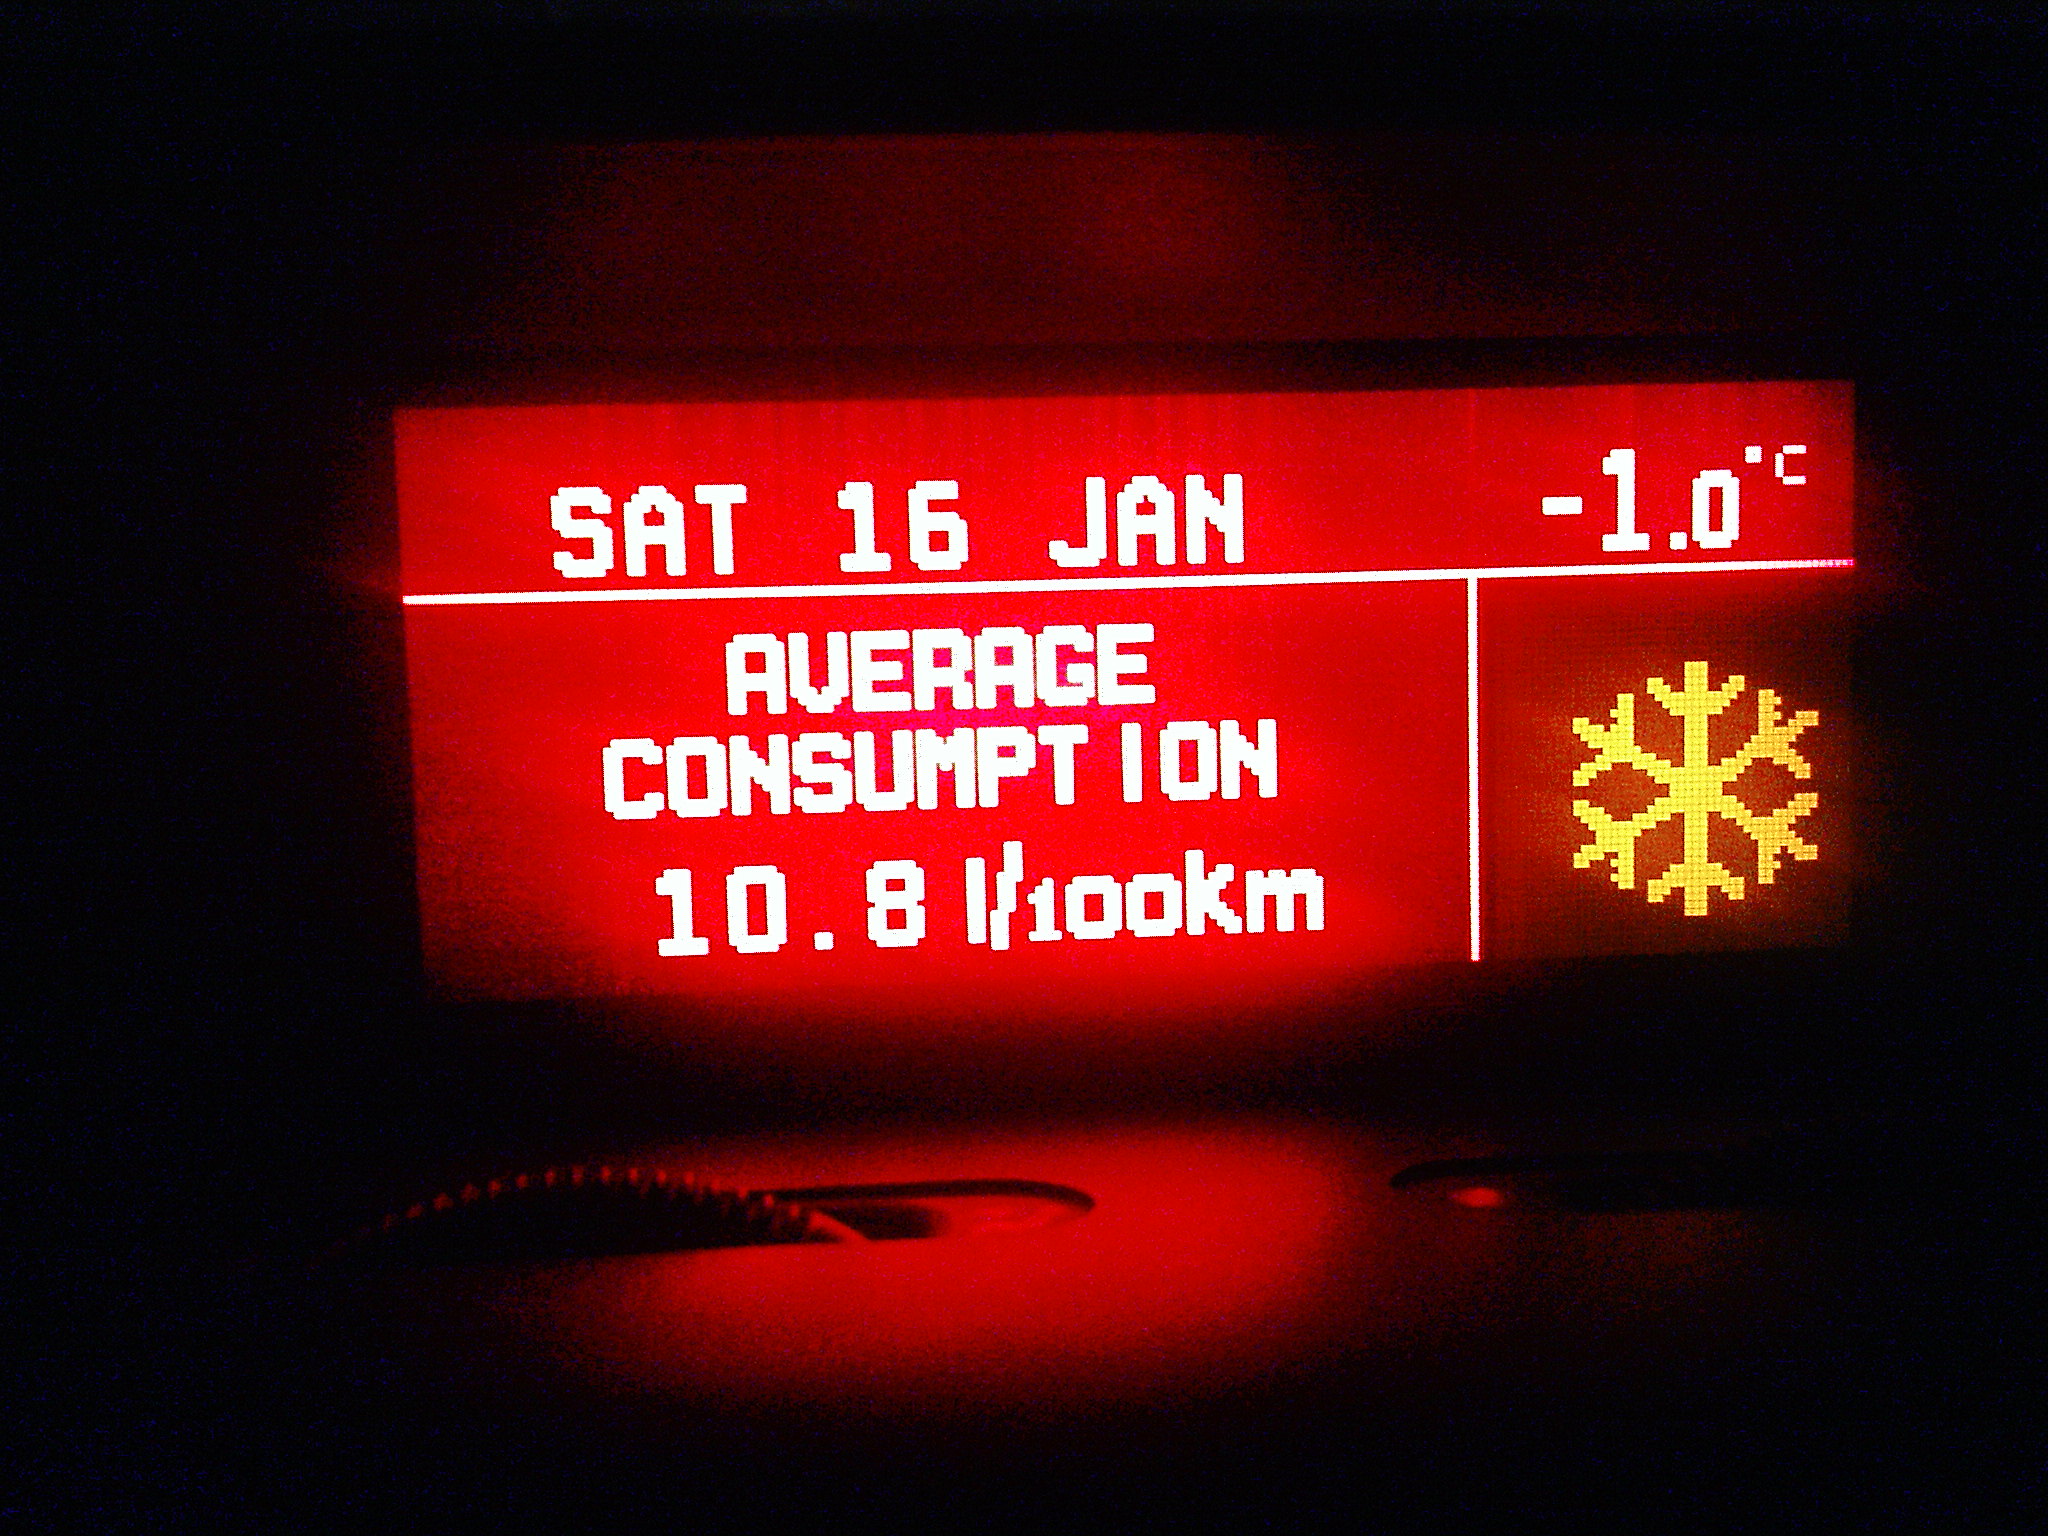 SAT 16 JAN -1.0°C
AVERAGE
CONSUMPTION
10.8 l/100Km